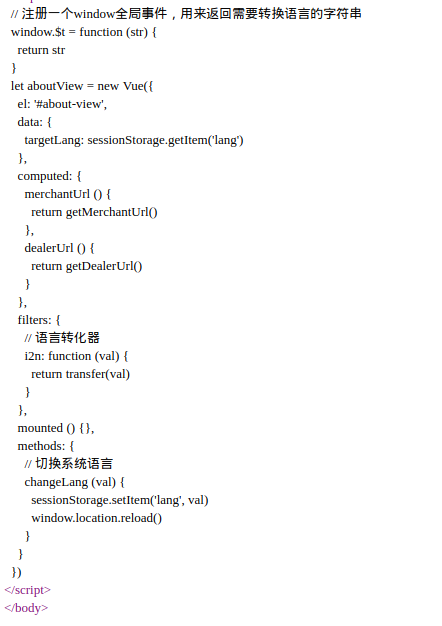 // 注册一个window全局事件，用来返回需要转换语言的字符串
window.$t = function (str) {
return str
}
let aboutView = new Vue({
el: '#about-view',
data: {
targetLang: sessionStorage.getItem('lang')
},
computed: {
merchantUrl () {
return getMerchantUrl()
},
dealerUrl () {
return getDealerUrl()
}
},
filters: {
// 语言转化器
i2n: function (val) {
return transfer(val)
}
},
mounted () {},
methods: {
// 切换系统语言
changeLang (val) {
sessionStorage.setItem('lang', val)
window.location.reload()
}
}
})
</script>
</body>